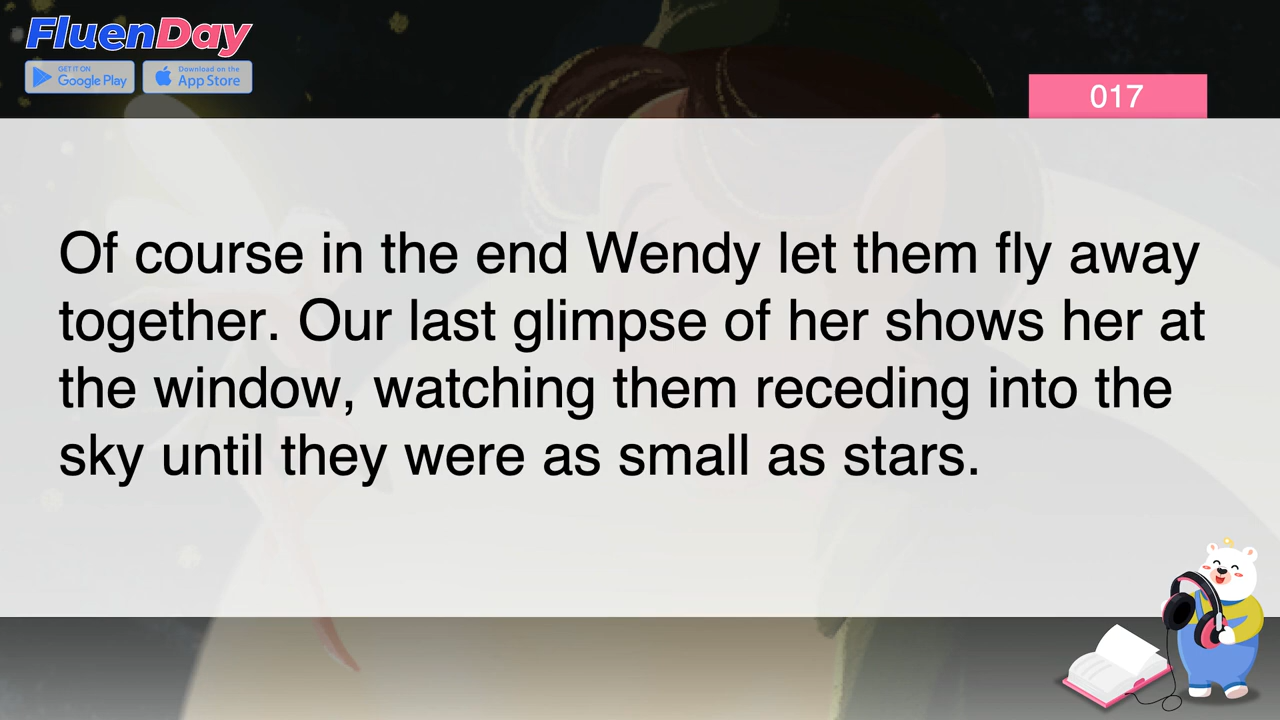 FluenDay
GET IT ON
Google Play
Download on the
App Store
017
Of course in the end Wendy let them fly away
together. Our last glimpse of her shows her at
the window, watching them receding into the
sky until they were as small as stars.